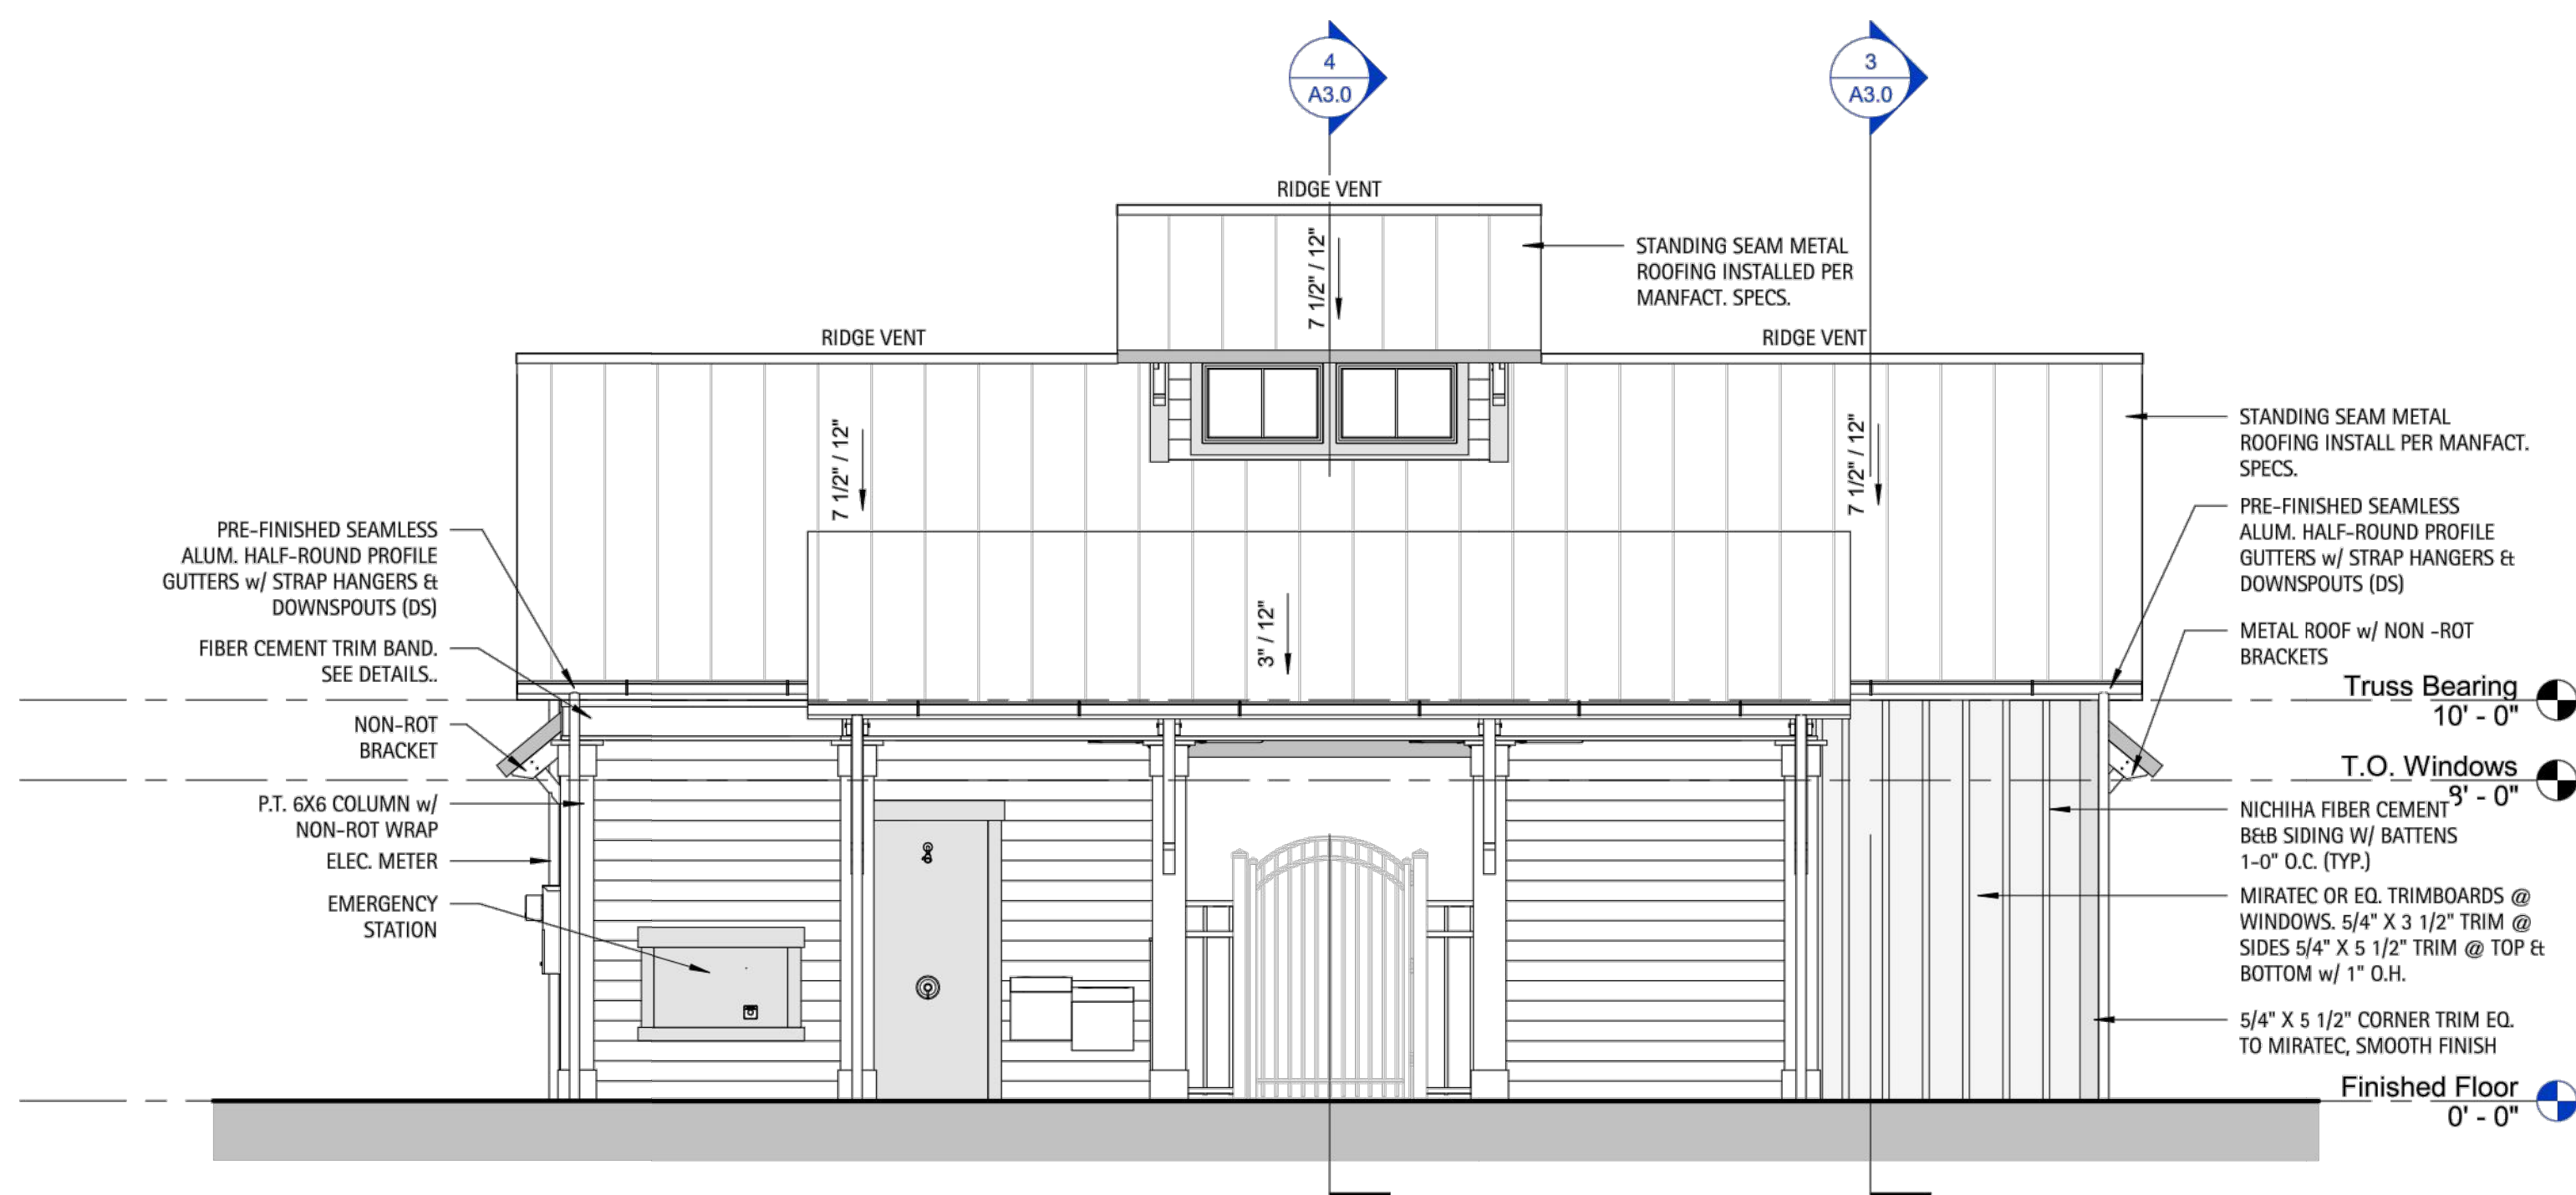 4
A3.0
3
A3.0
RIDGE VENT
7 1/2" / 12"
STANDING SEAM METAL
ROOFING INSTALLED PER
MANFACT. SPECS.
RIDGE VENT
RIDGE VENT
7 1/2" / 12"
7 1/2" / 12"
3" / 12"
PRE-FINISHED SEAMLESS
ALUM. HALF-ROUND PROFILE
GUTTERS w/ STRAP HANGERS &
DOWNSPOUTS (DS)
FIBER CEMENT TRIM BAND.
SEE DETAILS..
NON-ROT
BRACKET
P.T. 6X6 COLUMN w/
NON-ROT WRAP
ELEC. METER
EMERGENCY
STATION
STANDING SEAM METAL
ROOFING INSTALL PER MANFACT.
SPECS.
PRE-FINISHED SEAMLESS
ALUM. HALF-ROUND PROFILE
GUTTERS w/ STRAP HANGERS &
DOWNSPOUTS (DS)
METAL ROOF w/ NON -ROT
BRACKETS
Truss Bearing
10' - 0"
T.O. Windows
8' - 0"
NICHIHA FIBER CEMENT
B&B SIDING W/ BATTENS
1-0" O.C. (TYP.)
MIRATEC OR EQ. TRIMBOARDS @
WINDOWS. 5/4" X 3 1/2" TRIM @
SIDES 5/4" X 5 1/2" TRIM @ TOP &
BOTTOM w/ 1" O.H.
5/4" X 5 1/2" CORNER TRIM EQ.
TO MIRATEC, SMOOTH FINISH
Finished Floor
0' - 0"